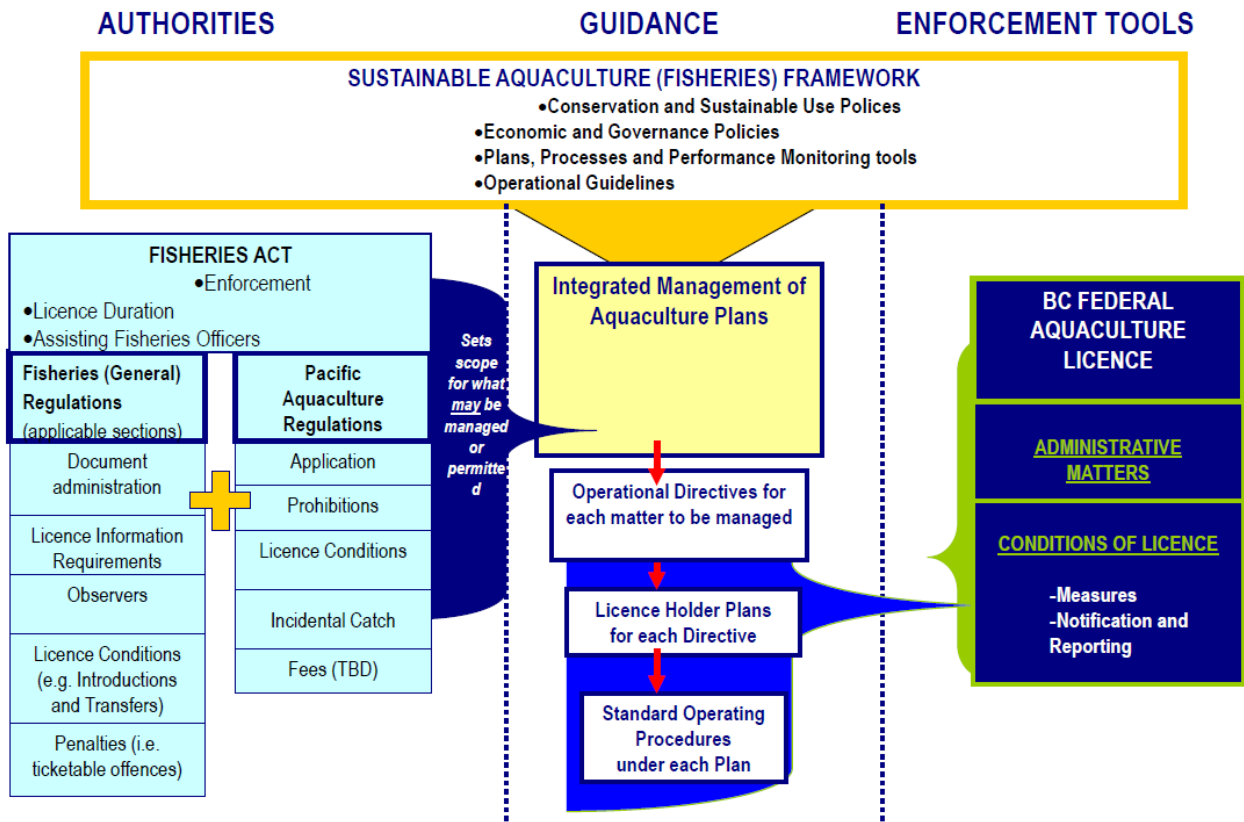 AUTHORITIES
GUIDANCE
ENFORCEMENT TOOLS
SUSTAINABLE AQUACULTURE (FISHERIES) FRAMEWORK
•Conservation and Sustainable Use Polices
•Economic and Governance Policies
•Plans, Processes and Performance Monitoring tools
•Operational Guidelines
FISHERIES ACT
•Enforcement
•Licence Duration
•Assisting Fisheries Officers
Fisheries (General)
Regulations
(applicable sections)
Document
administration
Licence Information
Requirements
Observers
Licence Conditions
(e.g. Introductions
and Transfers)
Penalties (i.e.
ticketable offences)
Pacific
Aquaculture
Regulations
Application
Prohibitions
Licence Conditions
Incidental Catch
Fees (TBD)
Sets
scope
for what
may be
managed
or
permitte
d
Integrated Management of
Aquaculture Plans
Operational Directives for
each matter to be managed
Licence Holder Plans
for each Directive
Standard Operating
Procedures
under each Plan
BC FEDERAL
AQUACULTURE
LICENCE
ADMINISTRATIVE
MATTERS
CONDITIONS OF LICENCE
-Measures
-Notification and
Reporting